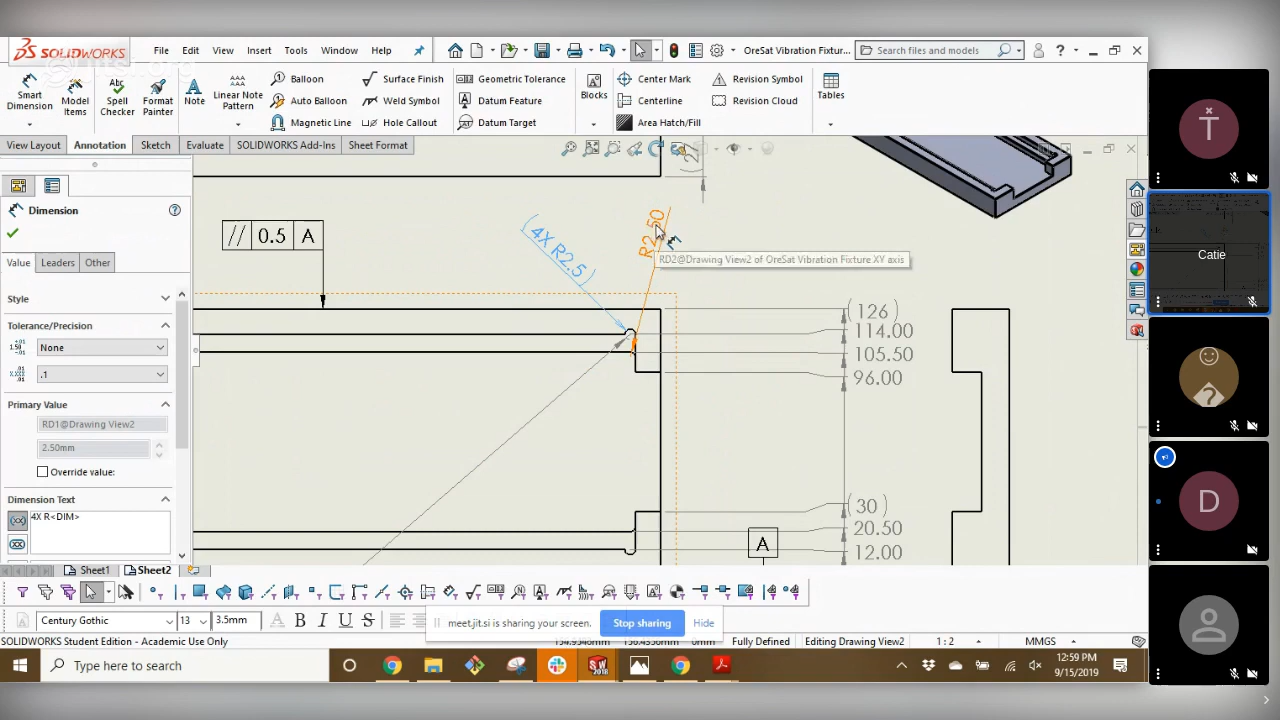 DS SOLIDWORKS
File Edit View Insert Tools Window Help
OreSat Vibration Fixtur...
Search files and models
Smart Dimension
Model Items
Spell Checker
Format Painter
Note
Linear Note Pattern
Balloon
Auto Balloon
Magnetic Line
Surface Finish
Weld Symbol
Hole Callout
Geometric Tolerance
Datum Feature
Datum Target
Blocks
Center Mark
Centerline
Area Hatch/Fill
Revision Symbol
Revision Cloud
Tables
View Layout Annotation Sketch Evaluate SOLIDWORKS Add-Ins Sheet Format
Dimension
Value Leaders Other
Style
Tolerance/Precision
None
.1
Primary Value
RD1@Drawing View2
2.50mm
Override value:
Dimension Text
4X R<DIM>
// 0.5 A
(4X R2.5)
R2.50
RD2@Drawing View2 of OreSat Vibration Fixture XY axis
(126)
114.00
105.50
96.00
(30)
20.50
12.00
A
Sheet1 Sheet2
Century Gothic 13 3.5mm
B I U S
meet.jit.si is sharing your screen. Stop sharing Hide
SOLIDWORKS Student Edition - Academic Use Only
0mm Fully Defined Editing Drawing View2 1 : 2 MMGS
Type here to search
12:59 PM
9/15/2019
Ť
Catie
D